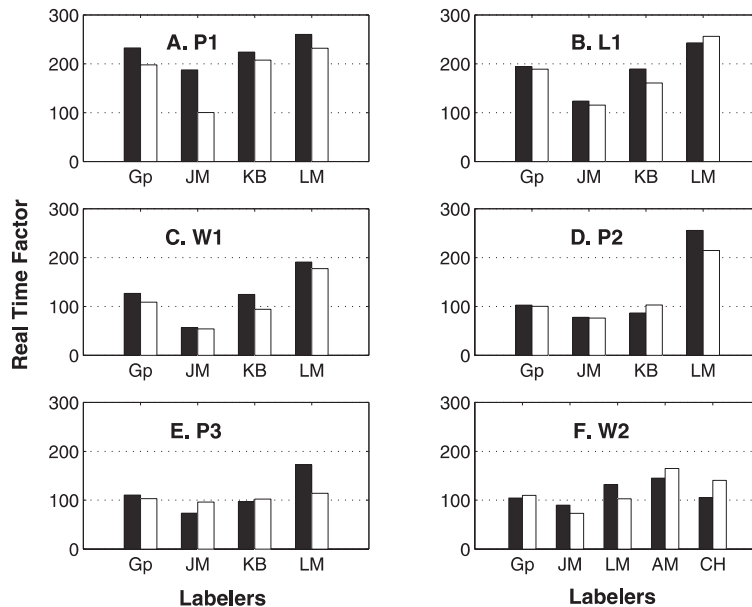 300
200
100
0
A. P1
Gp JM KB LM
300
200
100
0
B. L1
Gp JM KB LM
Real Time Factor
300
200
100
0
C. W1
Gp JM KB LM
300
200
100
0
D. P2
Gp JM KB LM
300
200
100
0
E. P3
Gp JM KB LM
Labelers
300
200
100
0
F. W2
Gp JM LM AM CH
Labelers